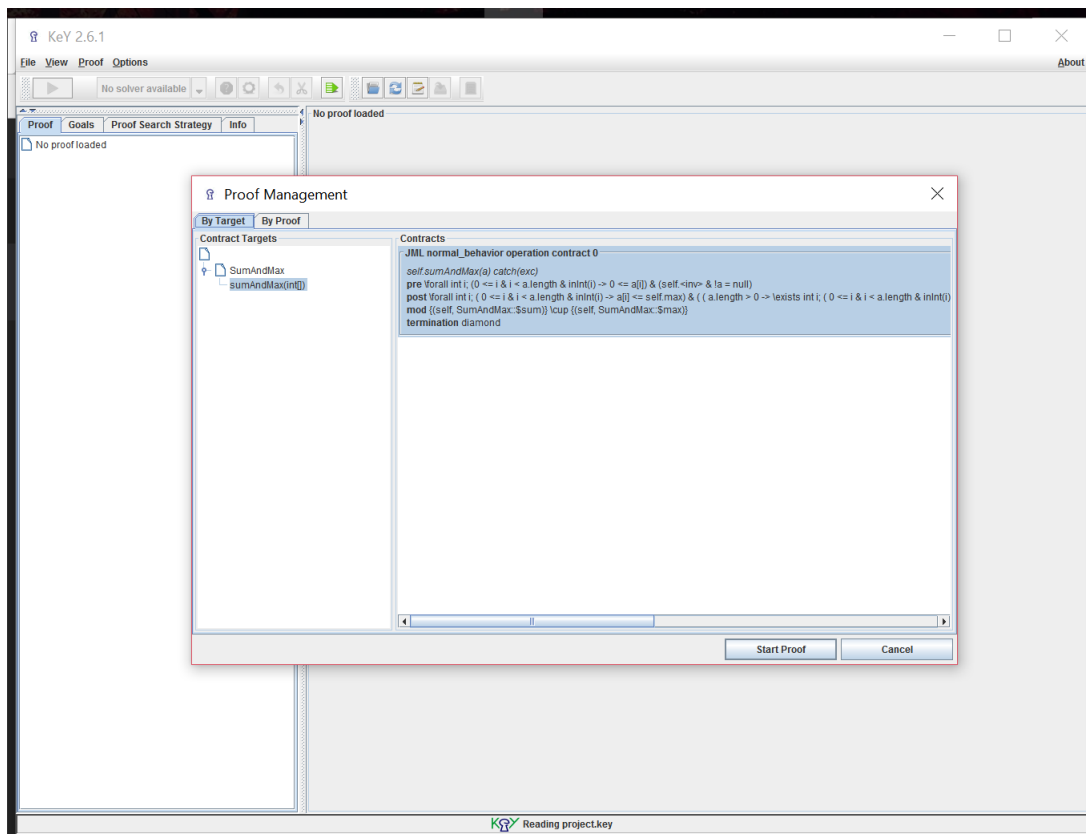 KeY 2.6.1
File View Proof Options About
No solver available
Proof Goals Proof Search Strategy Info
No proof loaded
No proof loaded
Proof Management
By Target By Proof
Contract Targets
SumAndMax
sumAndMax(int[])
Contracts
JML normal_behavior operation contract 0
self.sumAndMax(a) catch(exc)
pre \forall int i; (0 <= i & i < a.length & inInt(i) -> 0 <= a[i]) & (self.<inv> & !a = null)
post \forall int i; ( 0 <= i & i < a.length & inInt(i) -> a[i] <= self.max) & ( ( a.length > 0 -> \exists int i; ( 0 <= i & i < a.length & inInt(i)
mod {(self, SumAndMax::$sum)} \cup {(self, SumAndMax::$max)}
termination diamond
Start Proof Cancel
KeY Reading project.key